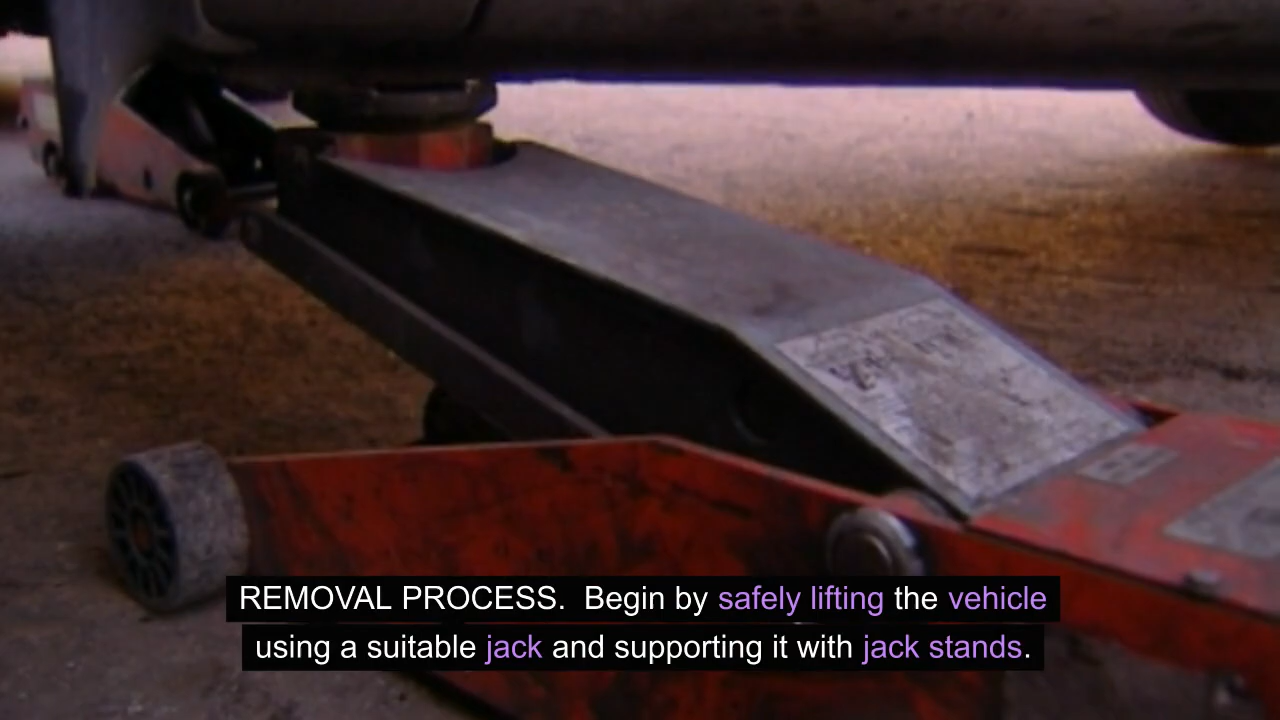 REMOVAL PROCESS.  Begin by safely lifting the vehicle
using a suitable jack and supporting it with jack stands.